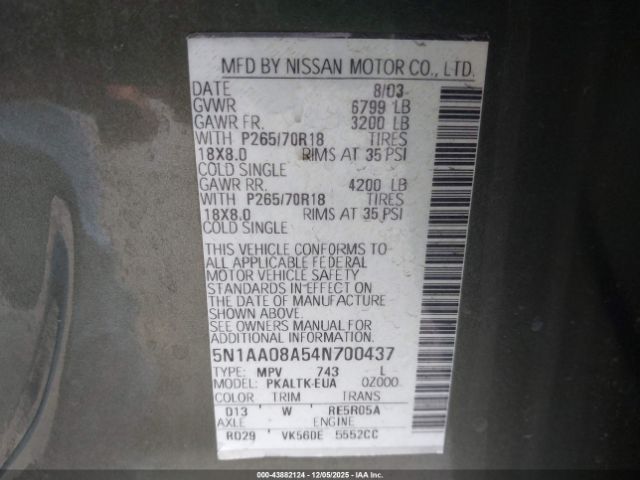 MFD BY NISSAN MOTOR CO., LTD.
DATE 8/03
GVWR 6799 LB
GAWR FR. 3200 LB
WITH P265/70R18 TIRES
18X8.0 RIMS AT 35 PSI
COLD SINGLE
GAWR RR. 4200 LB
WITH P265/70R18 TIRES
18X8.0 RIMS AT 35 PSI
COLD SINGLE
THIS VEHICLE CONFORMS TO
ALL APPLICABLE FEDERAL
MOTOR VEHICLE SAFETY
STANDARDS IN EFFECT ON
THE DATE OF MANUFACTURE
SHOWN ABOVE.
SEE OWNERS MANUAL FOR
ADDITIONAL INFORMATION
5N1AA08A54N700437
TYPE: MPV 743 L
MODEL: PKALTK-EUA 0Z000
COLOR TRIM TRANS
D13 W RE5R05A
AXLE ENGINE
RD29 VK56DE 5552CC
000-43882124 - 12/05/2025 - IAA Inc.